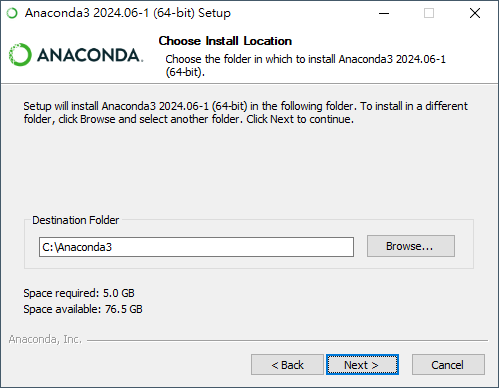 Anaconda3 2024.06-1 (64-bit) Setup
ANACONDA.
Choose Install Location
Choose the folder in which to install Anaconda3 2024.06-1
(64-bit).
Setup will install Anaconda3 2024.06-1 (64-bit) in the following folder. To install in a different
folder, click Browse and select another folder. Click Next to continue.
Destination Folder
C:\Anaconda3
Browse...
Space required: 5.0 GB
Space available: 76.5 GB
Anaconda, Inc.
< Back
Next >
Cancel